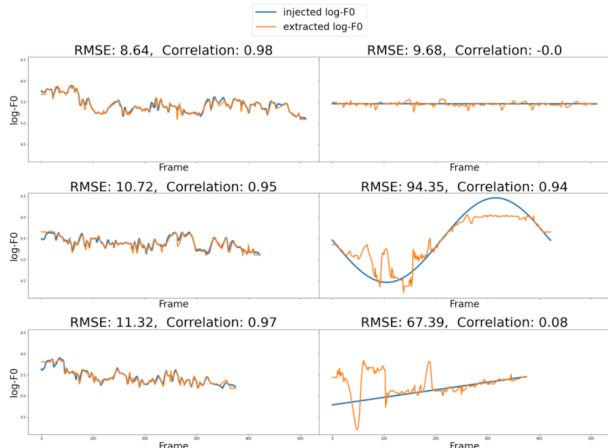 injected log-F0
extracted log-F0
RMSE: 8.64, Correlation: 0.98
RMSE: 9.68, Correlation: -0.0
log-F0
Frame
Frame
RMSE: 10.72, Correlation: 0.95
RMSE: 94.35, Correlation: 0.94
log-F0
Frame
Frame
RMSE: 11.32, Correlation: 0.97
RMSE: 67.39, Correlation: 0.08
log-F0
Frame
Frame